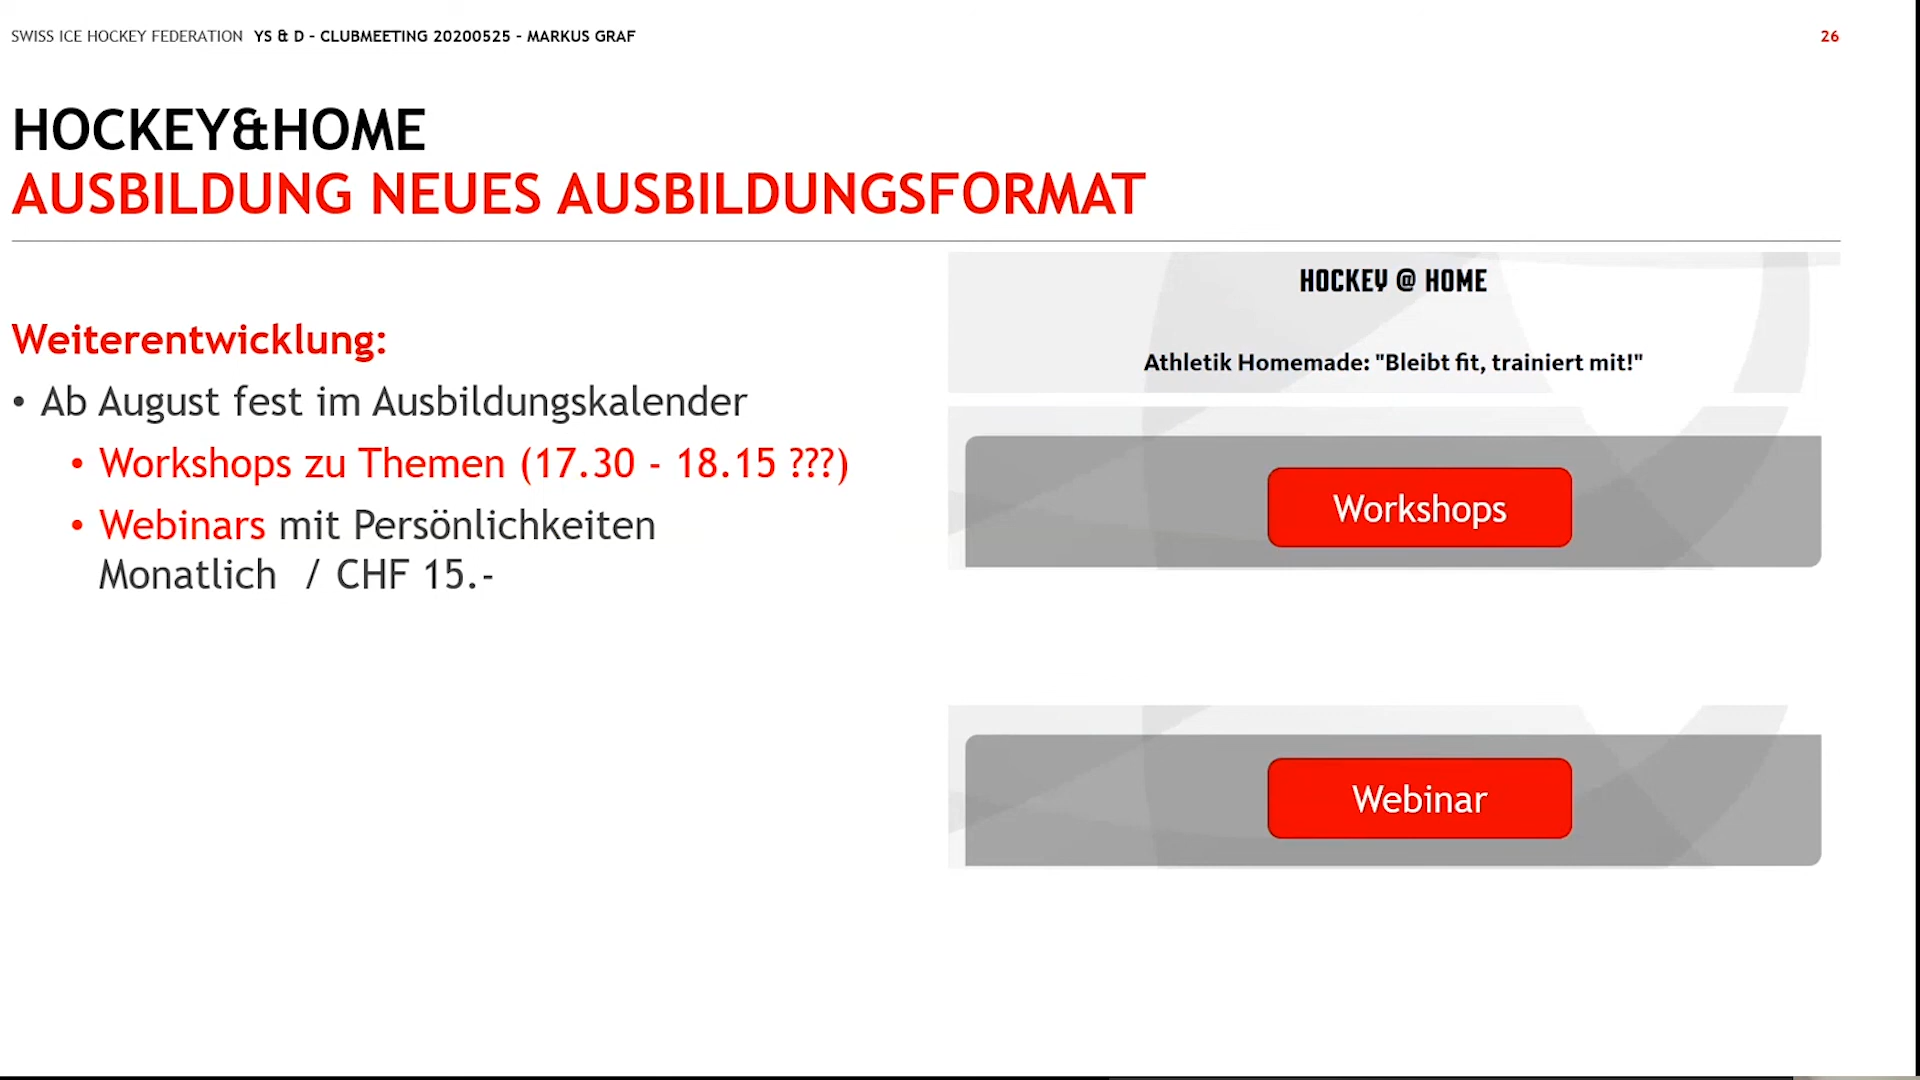 SWISS ICE HOCKEY FEDERATION YS & D - CLUBMEETING 20200525 - MARKUS GRAF
26
HOCKEY&HOME
AUSBILDUNG NEUES AUSBILDUNGSFORMAT
Weiterentwicklung:
• Ab August fest im Ausbildungskalender
• Workshops zu Themen (17.30 - 18.15 ???)
• Webinars mit Persönlichkeiten
Monatlich / CHF 15.-
HOCKEY @ HOME
Athletik Homemade: "Bleibt fit, trainiert mit!"
Workshops
Webinar